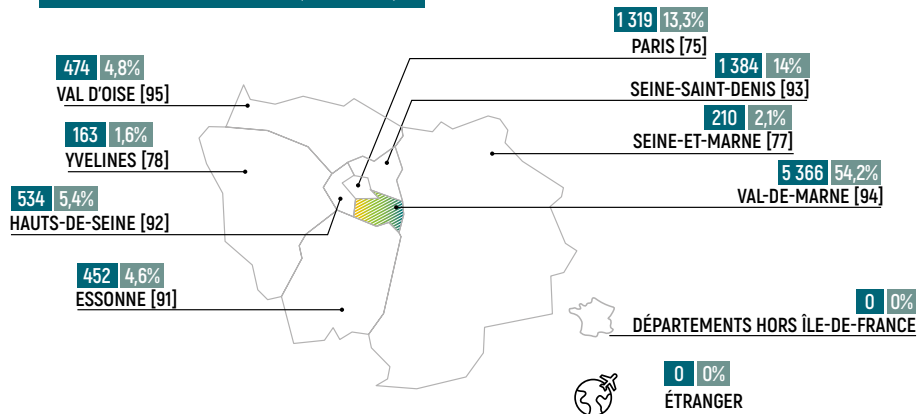 1 319 13,3%
PARIS [75]
474 4,8%
VAL D'OISE [95]
1 384 14%
SEINE-SAINT-DENIS [93]
163 1,6%
YVELINES [78]
210 2,1%
SEINE-ET-MARNE [77]
5 366 54,2%
VAL-DE-MARNE [94]
534 5,4%
HAUTS-DE-SEINE [92]
452 4,6%
ESSONNE [91]
0 0%
DÉPARTEMENTS HORS ÎLE-DE-FRANCE
0 0%
ÉTRANGER